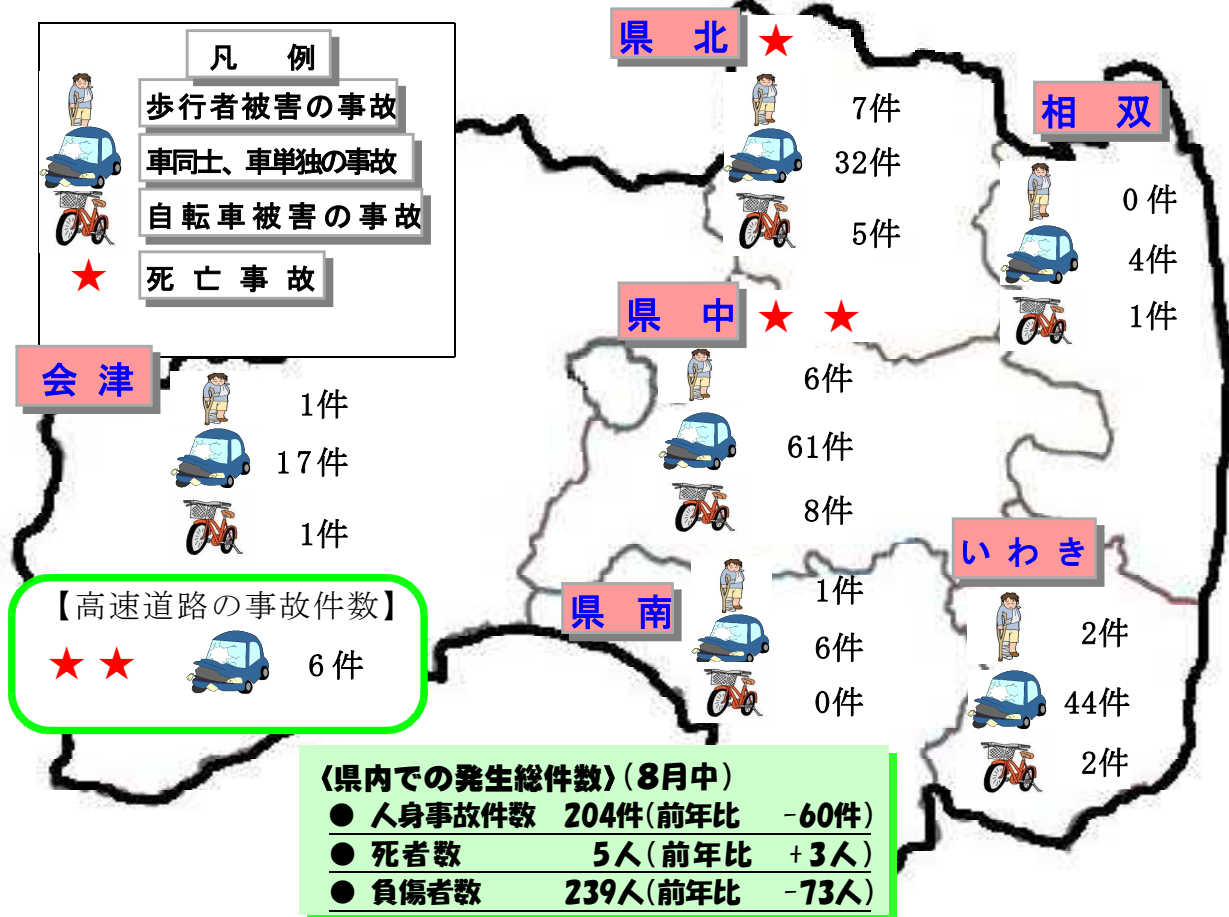 凡 例
歩行者被害の事故
車同士、車単独の事故
自転車被害の事故
★ 死亡事故
県北 ★
7件
32件
5件
相双
0件
4件
1件
県中 ★ ★
6件
61件
8件
会津
1件
17件
1件
いわき
2件
44件
2件
県南
1件
6件
0件
【高速道路の事故件数】
★ ★ 6件
〈県内での発生総件数〉(8月中)
● 人身事故件数 204件(前年比 -60件)
● 死者数 5人(前年比 +3人)
● 負傷者数 239人(前年比 -73人)